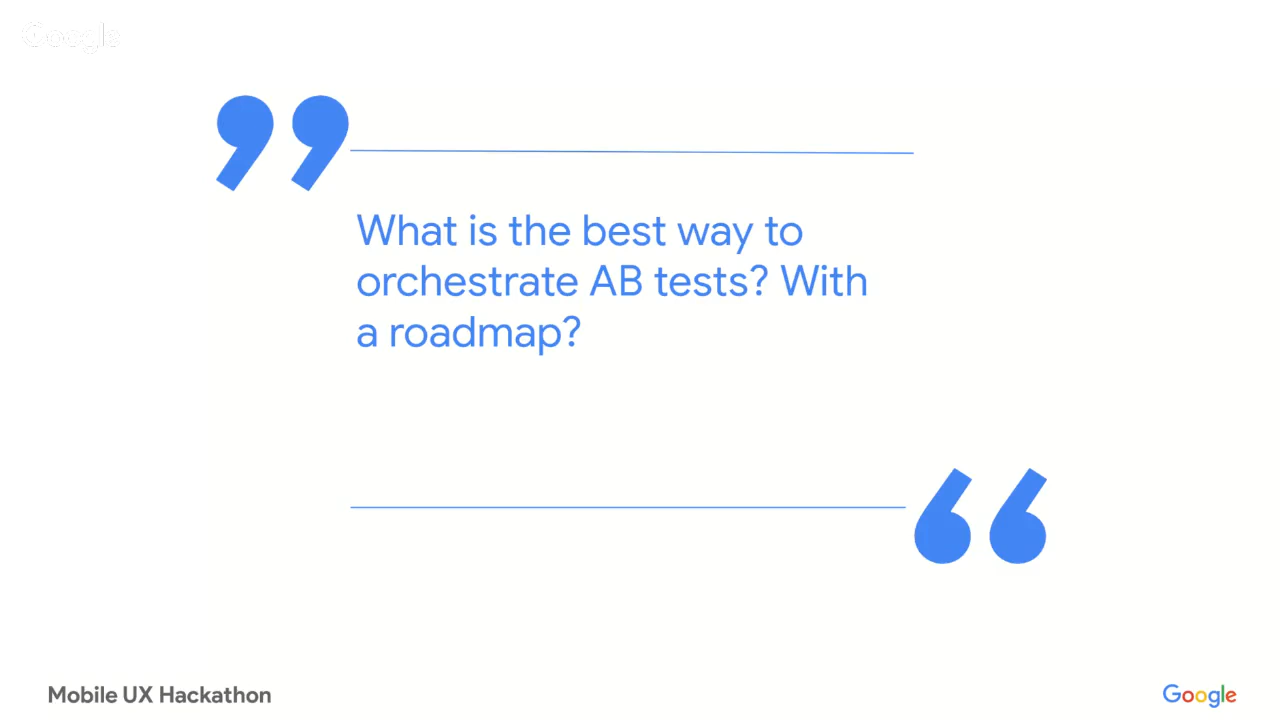 Google
What is the best way to
orchestrate AB tests? With
a roadmap?
Mobile UX Hackathon
Google